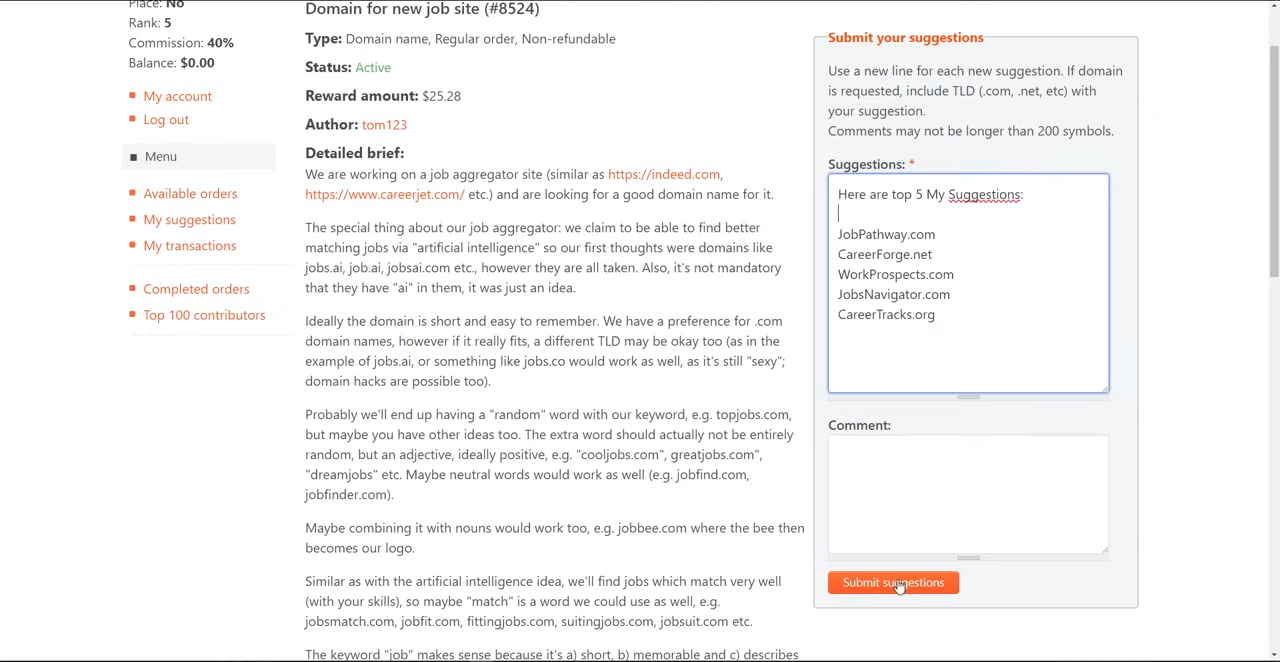 Place: No
Rank: 5
Commission: 40%
Balance: $0.00
My account
Log out
Menu
Available orders
My suggestions
My transactions
Completed orders
Top 100 contributors
Domain for new job site (#8524)
Type: Domain name, Regular order, Non-refundable
Status: Active
Reward amount: $25.28
Author: tom123
Detailed brief:
We are working on a job aggregator site (similar as https://indeed.com,
https://www.careerjet.com/ etc.) and are looking for a good domain name for it.
The special thing about our job aggregator: we claim to be able to find better
matching jobs via "artificial intelligence" so our first thoughts were domains like
jobs.ai, job.ai, jobsai.com etc., however they are all taken. Also, it's not mandatory
that they have "ai" in them, it was just an idea.
Ideally the domain is short and easy to remember. We have a preference for .com
domain names, however if it really fits, a different TLD may be okay too (as in the
example of jobs.ai, or something like jobs.co would work as well, as it's still "sexy";
domain hacks are possible too).
Probably we'll end up having a "random" word with our keyword, e.g. topjobs.com,
but maybe you have other ideas too. The extra word should actually not be entirely
random, but an adjective, ideally positive, e.g. "cooljobs.com", greatjobs.com",
"dreamjobs" etc. Maybe neutral words would work as well (e.g. jobfind.com,
jobfinder.com).
Maybe combining it with nouns would work too, e.g. jobbee.com where the bee then
becomes our logo.
Similar as with the artificial intelligence idea, we'll find jobs which match very well
(with your skills), so maybe "match" is a word we could use as well, e.g.
jobsmatch.com, jobfit.com, fittingjobs.com, suitingjobs.com, jobsuit.com etc.
The keyword "job" makes sense because it's a) short, b) memorable and c) describes
Submit your suggestions
Use a new line for each new suggestion. If domain
is requested, include TLD (.com, .net, etc) with
your suggestion.
Comments may not be longer than 200 symbols.
Suggestions: *
Here are top 5 My Suggestions:
JobPathway.com
CareerForge.net
WorkProspects.com
JobsNavigator.com
CareerTracks.org
Comment:
Submit suggestions